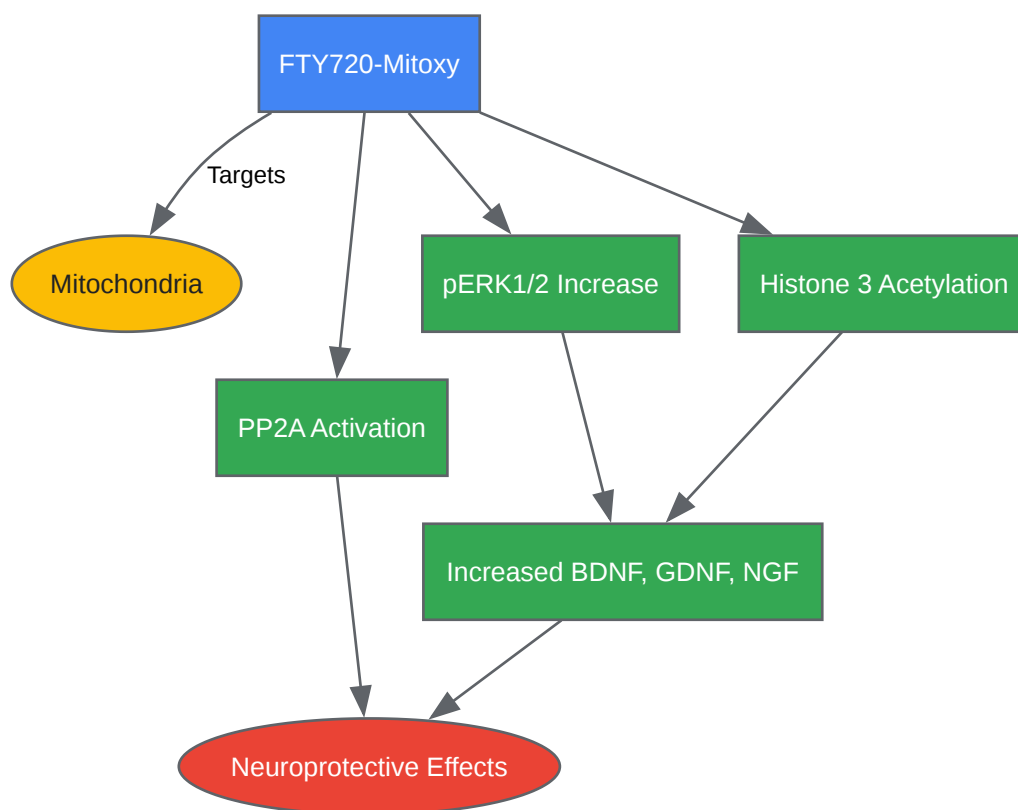 FTY720-Mitoxy
Targets
Mitochondria
pERK1/2 Increase
Histone 3 Acetylation
PP2A Activation
Increased BDNF, GDNF, NGF
Neuroprotective Effects